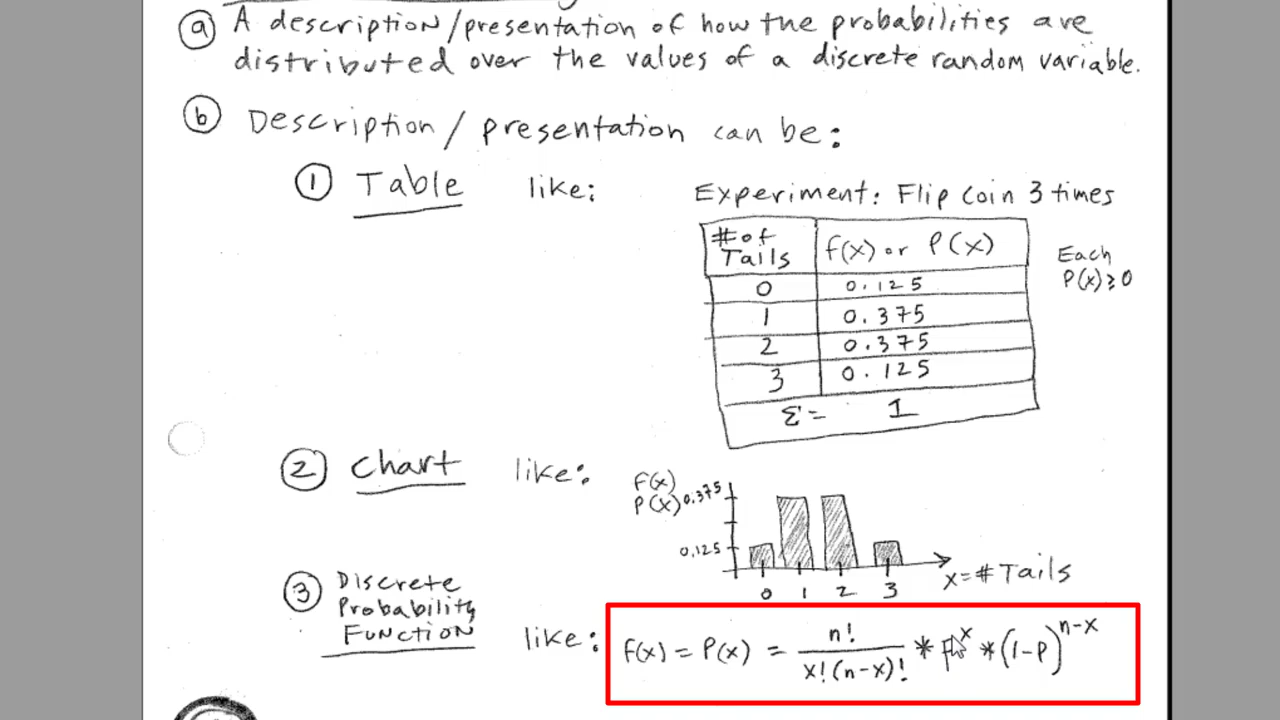 ⓐ A description/presentation of how the probabilities are
distributed over the values of a discrete random variable.
ⓑ Description/presentation can be:
① Table like:
Experiment: Flip Coin 3 times
# of Tails f(x) or P(x)
0 0.125
1 0.375
2 0.375
3 0.125
Σ = 1
Each
P(x) ≥ 0
② Chart like:
F(x)
P(x) 0.375
0.125
0 1 2 3
x = # Tails
③ Discrete
Probability
Function like:
f(x) = P(x) = n! / x!(n-x)! * p^x * (1-p)^n-x